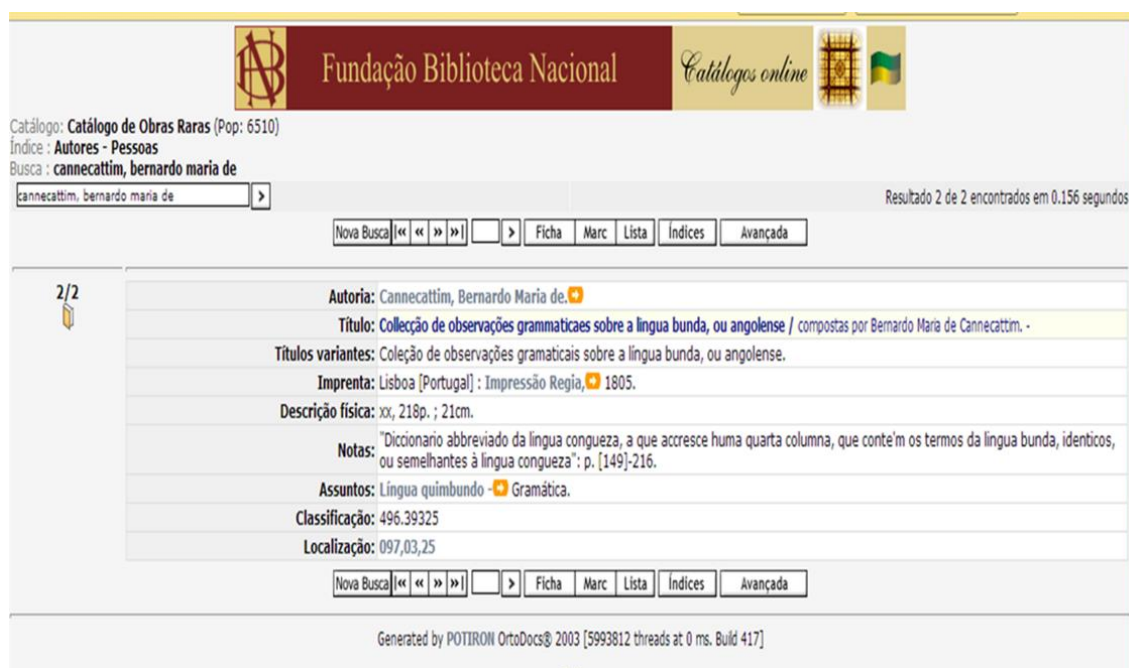 Fundação Biblioteca Nacional
Catálogos online
Catálogo: Catálogo de Obras Raras (Pop: 6510)
Índice : Autores - Pessoas
Busca : cannecattim, bernardo maria de
cannecattim, bernardo maria de >
Resultado 2 de 2 encontrados em 0.156 segundos
Nova Busca |« « » »| > Ficha Marc Lista Índices Avançada
2/2
Autoria: Cannecattim, Bernardo Maria de.
Título: Collecção de observações grammaticaes sobre a lingua bunda, ou angolense / compostas por Bernardo Maria de Cannecattim. -
Títulos variantes: Coleção de observações gramaticais sobre a língua bunda, ou angolense.
Imprenta: Lisboa [Portugal] : Impressão Regia, 1805.
Descrição física: xx, 218p. ; 21cm.
Notas: "Diccionario abbreviado da lingua congueza, a que accresce huma quarta columna, que conte'm os termos da lingua bunda, identicos,
ou semelhantes à lingua congueza": p. [149]-216.
Assuntos: Língua quimbundo - Gramática.
Classificação: 496.39325
Localização: 097,03,25
Nova Busca |« « » »| > Ficha Marc Lista Índices Avançada
Generated by POTIRON OrtoDocs® 2003 [5993812 threads at 0 ms. Build 417]